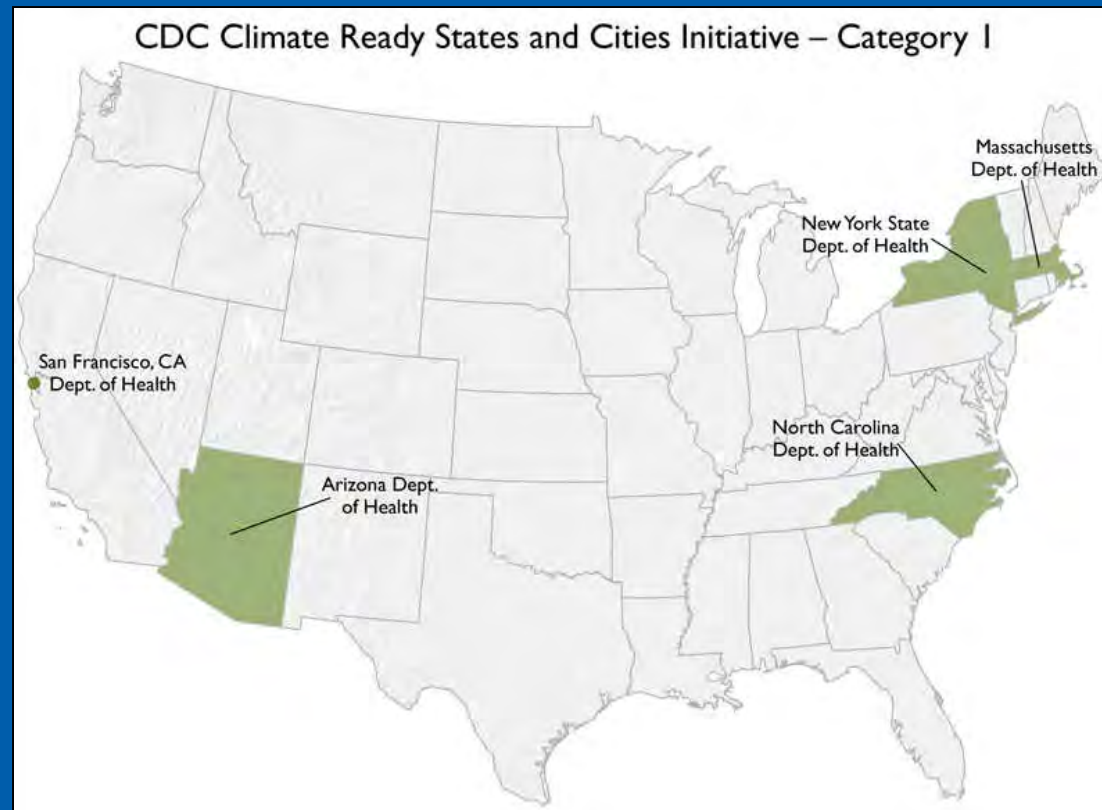 CDC Climate Ready States and Cities Initiative – Category 1
Massachusetts
Dept. of Health
New York State
Dept. of Health
San Francisco, CA
Dept. of Health
North Carolina
Dept. of Health
Arizona Dept.
of Health